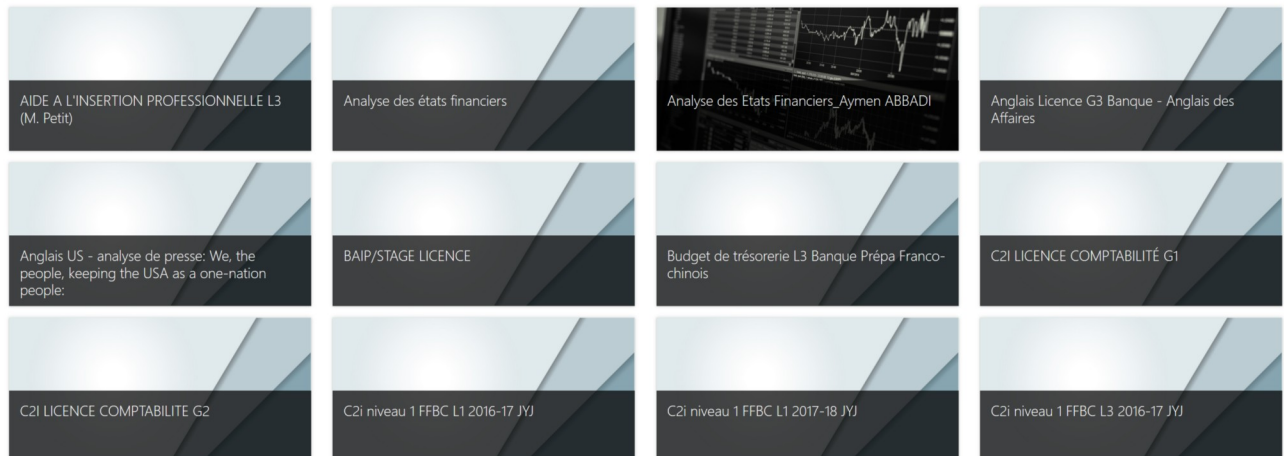 AIDE A L'INSERTION PROFESSIONNELLE L3
(M. Petit)
Analyse des états financiers
Analyse des Etats Financiers_Aymen ABBADI
Anglais Licence G3 Banque - Anglais des
Affaires
Anglais US - analyse de presse: We, the
people, keeping the USA as a one-nation
people:
BAIP/STAGE LICENCE
Budget de trésorerie L3 Banque Prépa Franco-
chinois
C2I LICENCE COMPTABILITÉ G1
C2I LICENCE COMPTABILITE G2
C2i niveau 1 FFBC L1 2016-17 JYJ
C2i niveau 1 FFBC L1 2017-18 JYJ
C2i niveau 1 FFBC L3 2016-17 JYJ